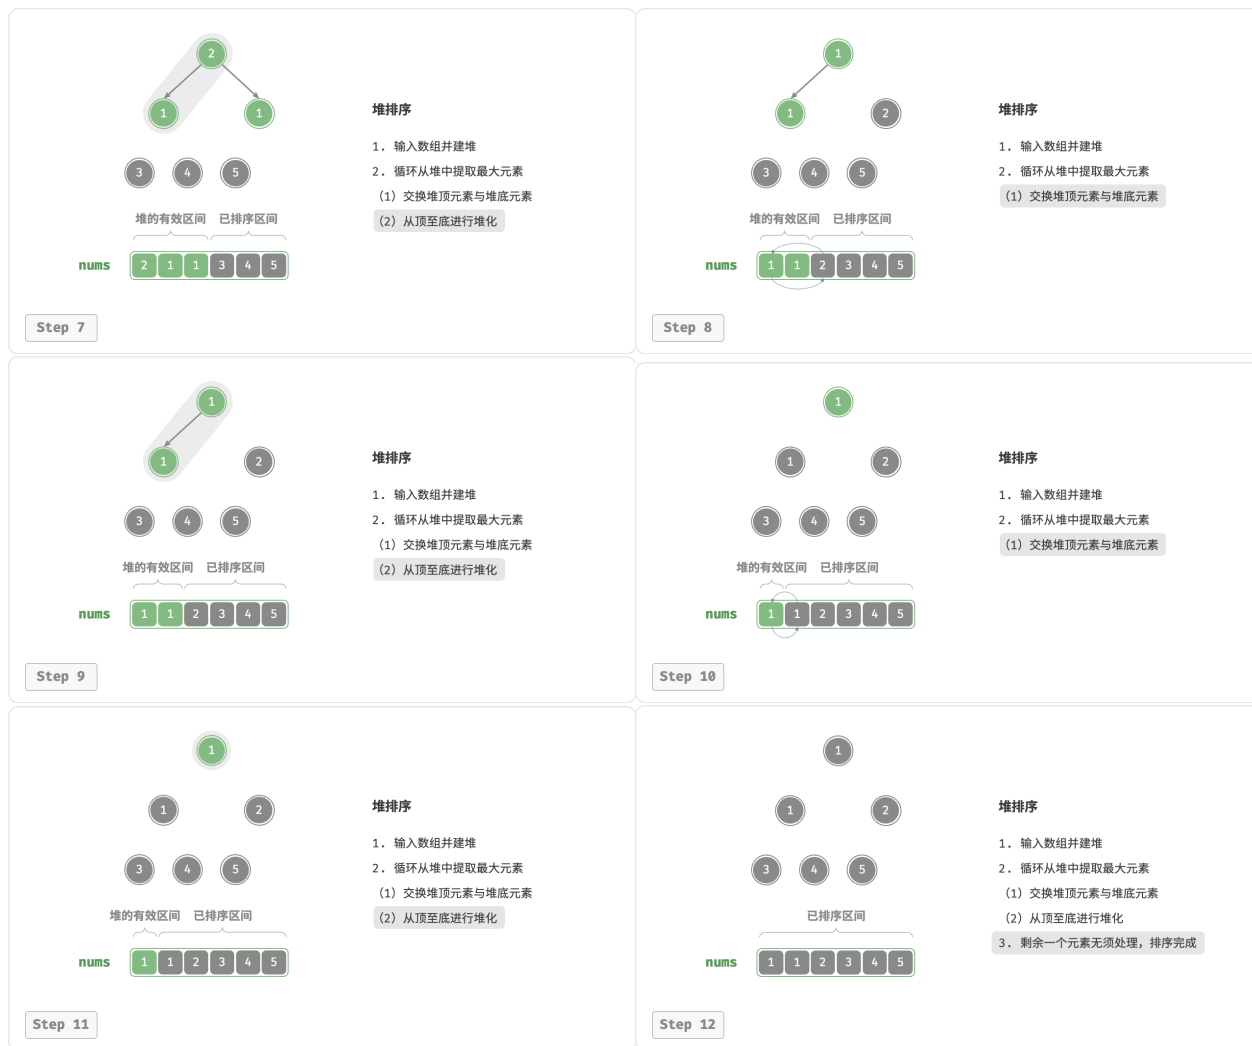 2
1 1
3 4 5
堆的有效区间 已排序区间
nums 2 1 1 3 4 5
堆排序
1. 输入数组并建堆
2. 循环从堆中提取最大元素
（1）交换堆顶元素与堆底元素
（2）从顶至底进行堆化
Step 7
1
1 2
3 4 5
堆的有效区间 已排序区间
nums 1 1 2 3 4 5
堆排序
1. 输入数组并建堆
2. 循环从堆中提取最大元素
（1）交换堆顶元素与堆底元素
Step 8
1
1 2
3 4 5
堆的有效区间 已排序区间
nums 1 1 2 3 4 5
堆排序
1. 输入数组并建堆
2. 循环从堆中提取最大元素
（1）交换堆顶元素与堆底元素
（2）从顶至底进行堆化
Step 9
1
1 2
3 4 5
堆的有效区间 已排序区间
nums 1 1 2 3 4 5
堆排序
1. 输入数组并建堆
2. 循环从堆中提取最大元素
（1）交换堆顶元素与堆底元素
Step 10
1
1 2
3 4 5
堆的有效区间 已排序区间
nums 1 1 2 3 4 5
堆排序
1. 输入数组并建堆
2. 循环从堆中提取最大元素
（1）交换堆顶元素与堆底元素
（2）从顶至底进行堆化
Step 11
1
1 2
3 4 5
已排序区间
nums 1 1 2 3 4 5
堆排序
1. 输入数组并建堆
2. 循环从堆中提取最大元素
（1）交换堆顶元素与堆底元素
（2）从顶至底进行堆化
3. 剩余一个元素无须处理，排序完成
Step 12